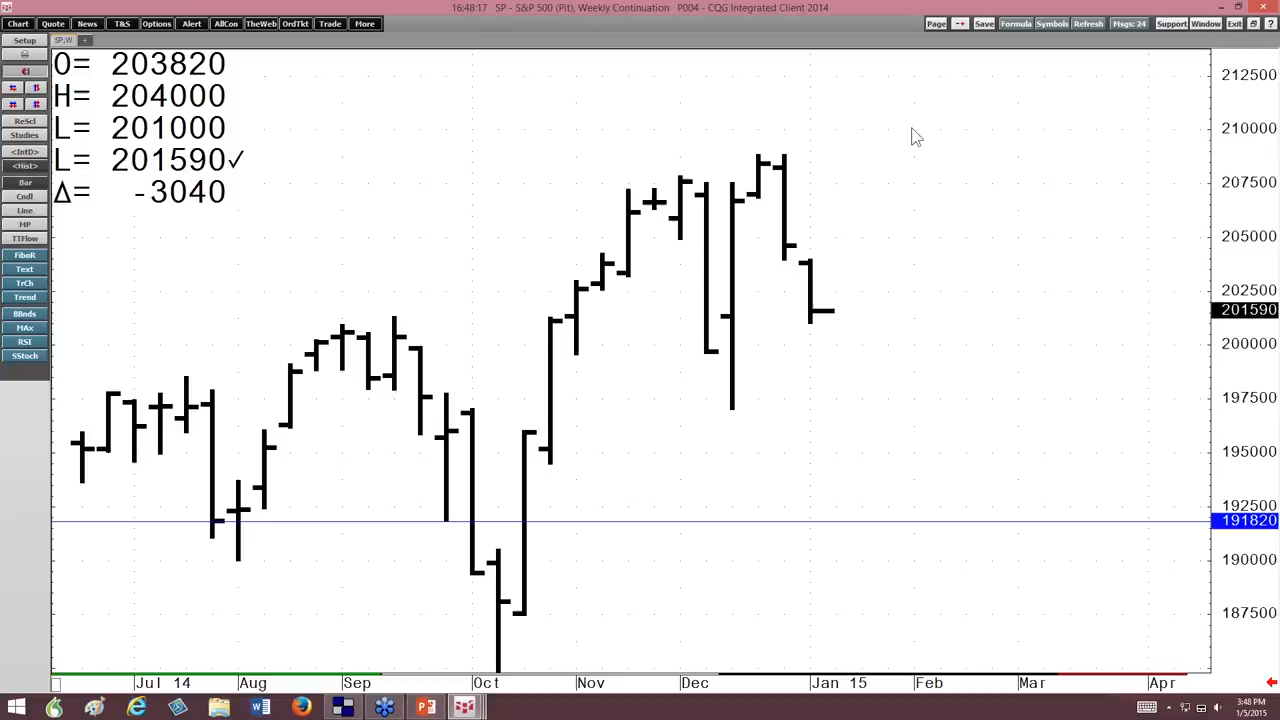 16:48:17 SP - S&P 500 (Pit), Weekly Continuation P004 - CQG Integrated Client 2014
Chart Quote News T&S Options Alert AllCon TheWeb OrdTkt Trade More Page Save Formula Symbols Refresh Msgs: 24 Support Window Exit ?
Setup
SP,W +
ReScl
Studies
<IntD>
<Hist>
Bar
Cndl
Line
MP
TTFlow
FiboR
Text
TrCh
Trend
BBnds
MAx
RSI
SStoch
O= 203820
H= 204000
L= 201000
L= 201590✓
Δ= -3040
212500
210000
207500
205000
202500
201590
200000
197500
195000
192500
191820
190000
187500
Jul 14 Aug Sep Oct Nov Dec Jan 15 Feb Mar Apr
3:48 PM
1/5/2015